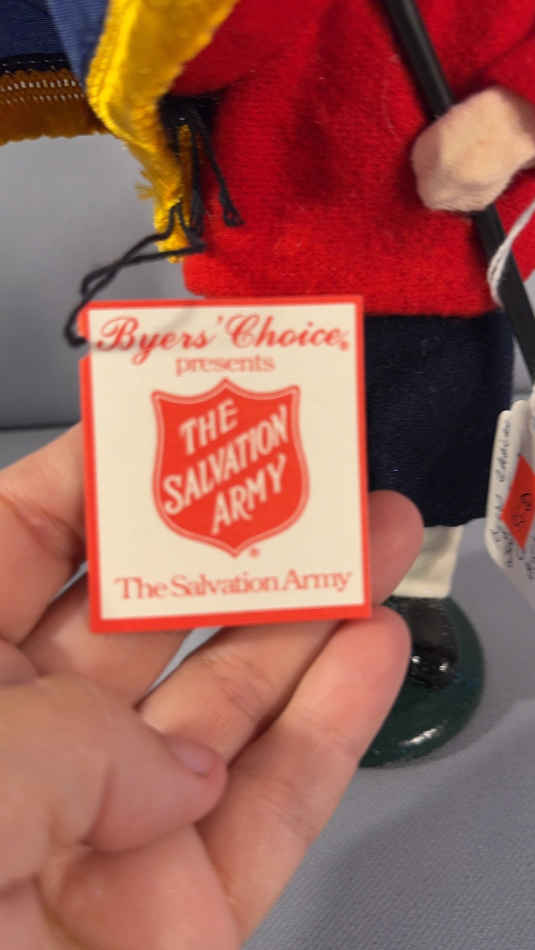 Byers' Choice®
presents
THE
SALVATION
ARMY
®
The Salvation Army